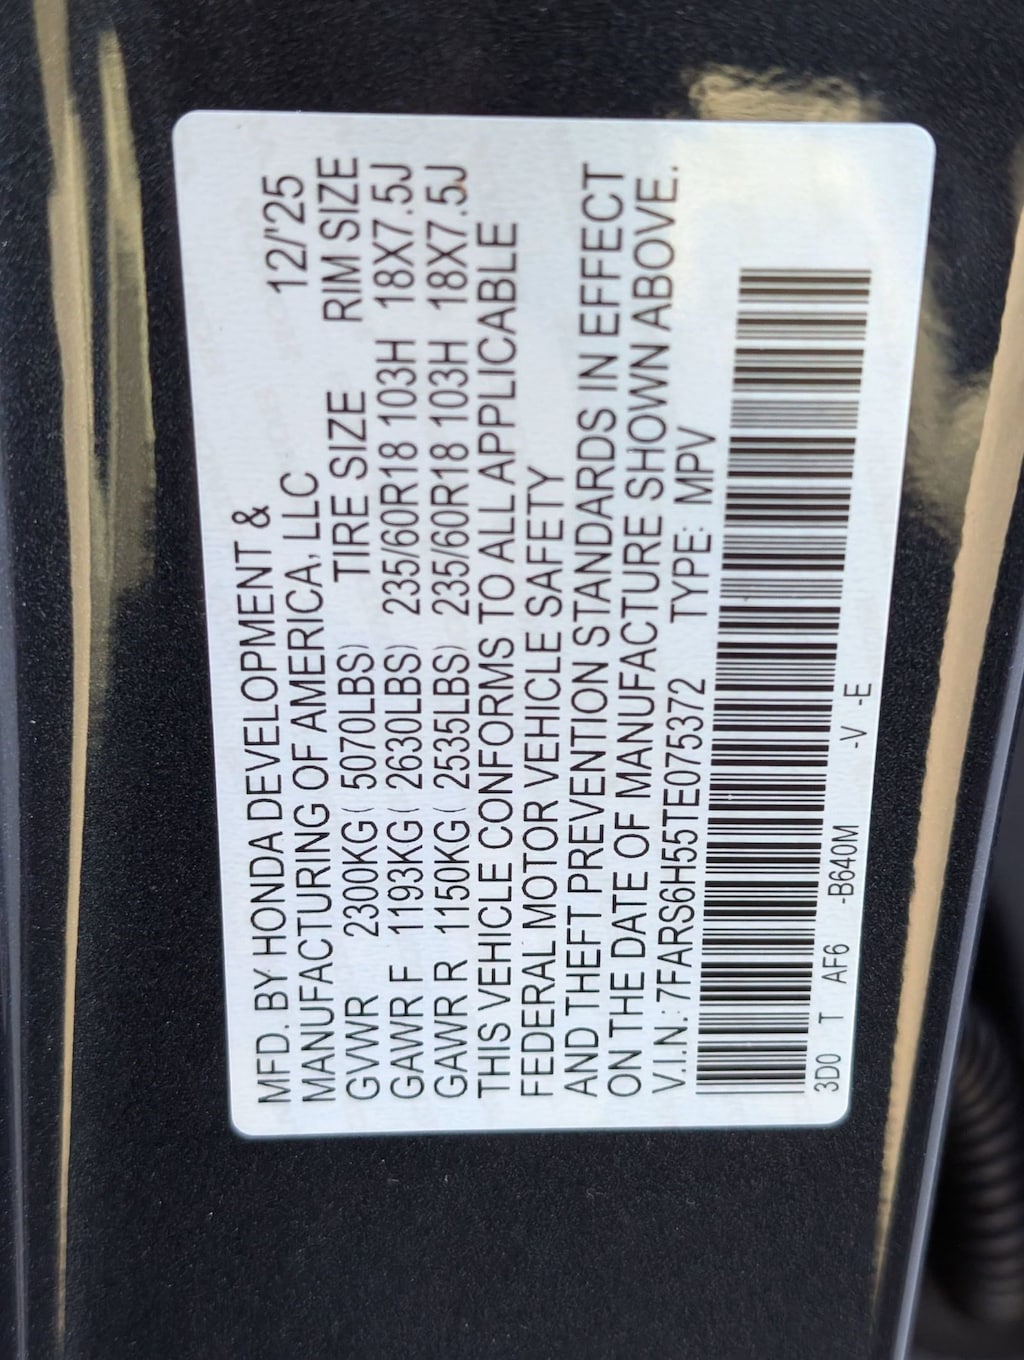 MFD. BY HONDA DEVELOPMENT &
MANUFACTURING OF AMERICA, LLC 12/'25
GVWR TIRE SIZE RIM SIZE
2300KG ( 5070LBS)
GAWR F 1193KG ( 2630LBS) 235/60R18 103H 18X7.5J
GAWR R 1150KG ( 2535LBS) 235/60R18 103H 18X7.5J
THIS VEHICLE CONFORMS TO ALL APPLICABLE
FEDERAL MOTOR VEHICLE SAFETY
AND THEFT PREVENTION STANDARDS IN EFFECT
ON THE DATE OF MANUFACTURE SHOWN ABOVE.
V.I.N.: 7FARS6H55TE075372 TYPE: MPV
3D0 T AF6 -B640M -V -E